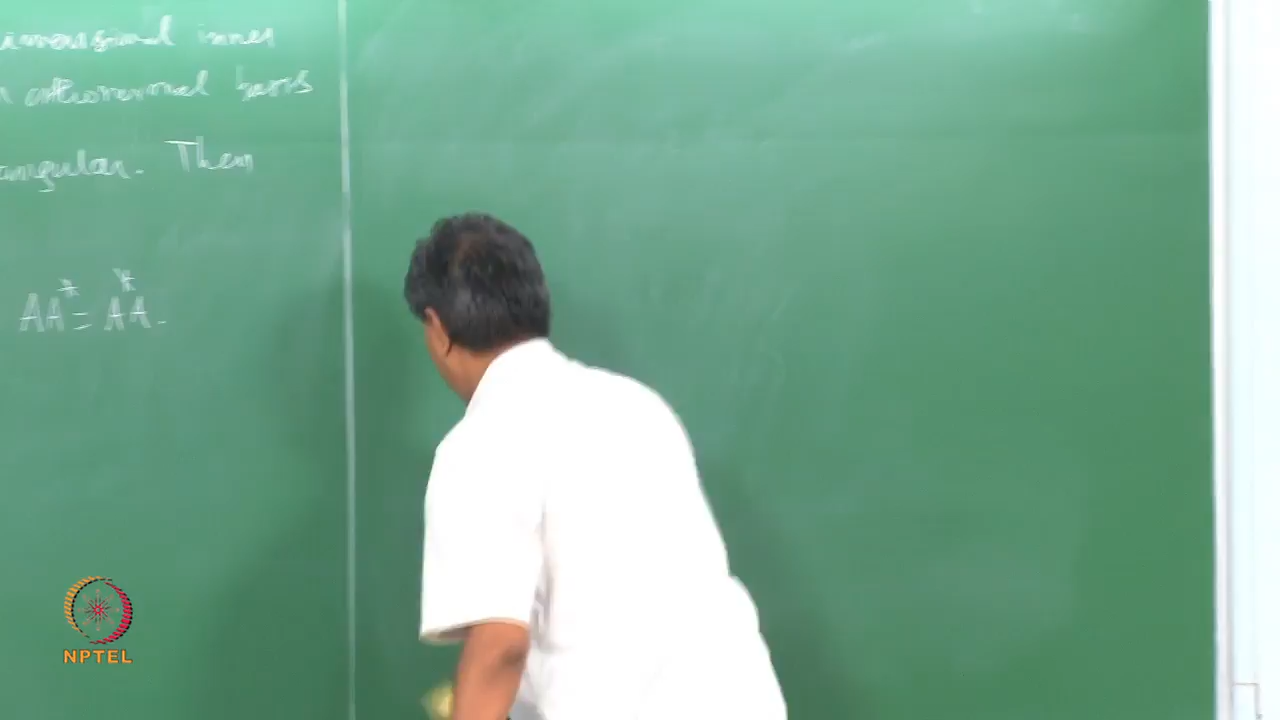 imensional inner
orthonormal basis
angular. Then
AA* = A*A.
NPTEL